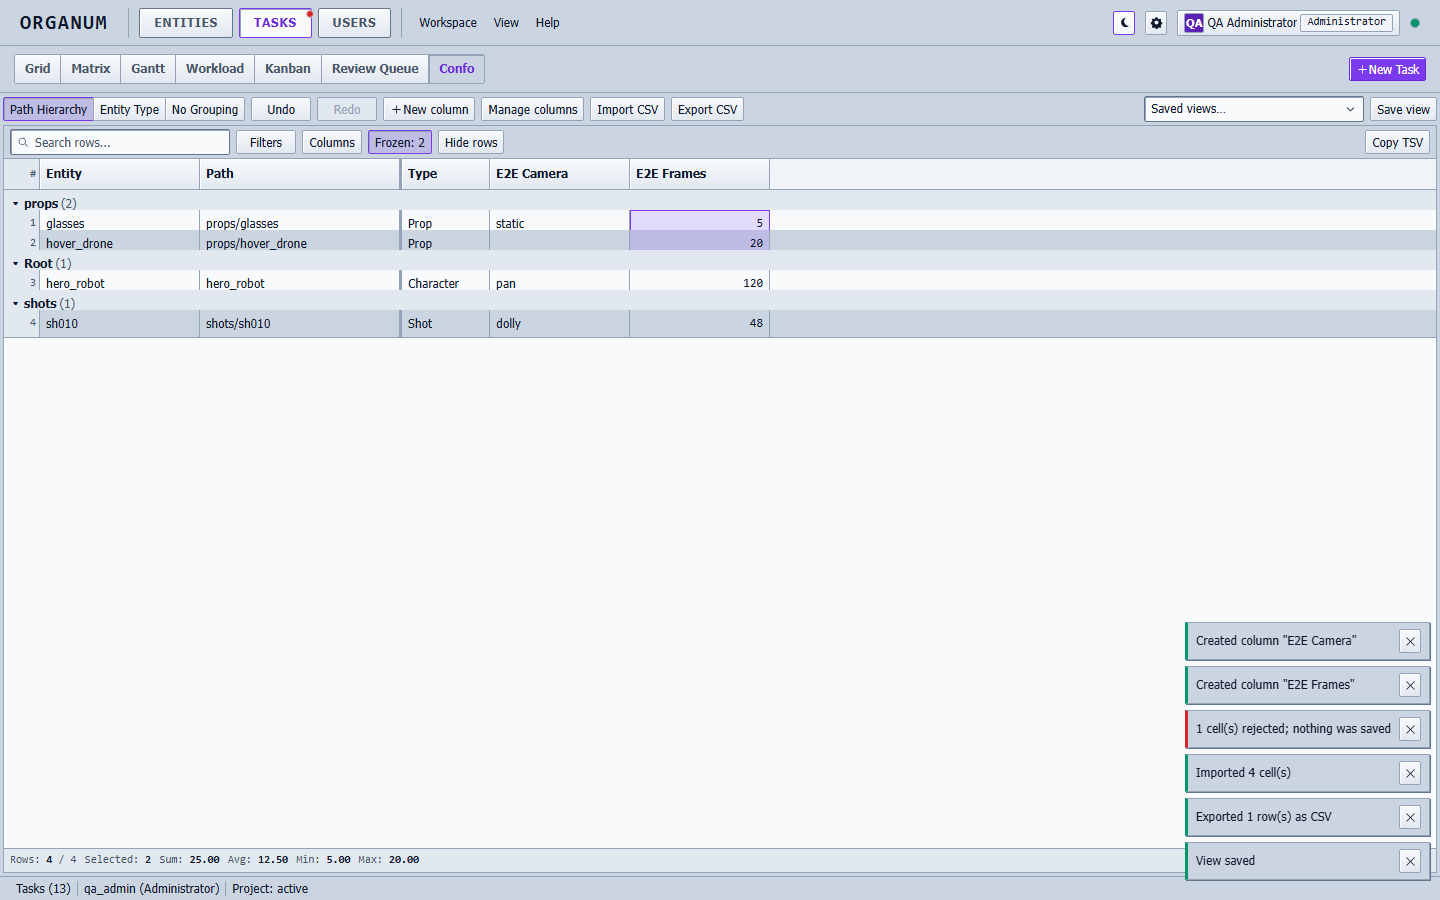 ORGANUM ENTITIES TASKS USERS Workspace View Help QA QA Administrator Administrator
Grid Matrix Gantt Workload Kanban Review Queue Confo +New Task
Path Hierarchy Entity Type No Grouping Undo Redo +New column Manage columns Import CSV Export CSV Saved views... Save view
Search rows... Filters Columns Frozen: 2 Hide rows Copy TSV
# Entity Path Type E2E Camera E2E Frames
props (2)
1 glasses props/glasses Prop static 5
2 hover_drone props/hover_drone Prop 20
Root (1)
3 hero_robot hero_robot Character pan 120
shots (1)
4 sh010 shots/sh010 Shot dolly 48
Created column "E2E Camera"
Created column "E2E Frames"
1 cell(s) rejected; nothing was saved
Imported 4 cell(s)
Exported 1 row(s) as CSV
View saved
Rows: 4 / 4 Selected: 2 Sum: 25.00 Avg: 12.50 Min: 5.00 Max: 20.00
Tasks (13) qa_admin (Administrator) Project: active